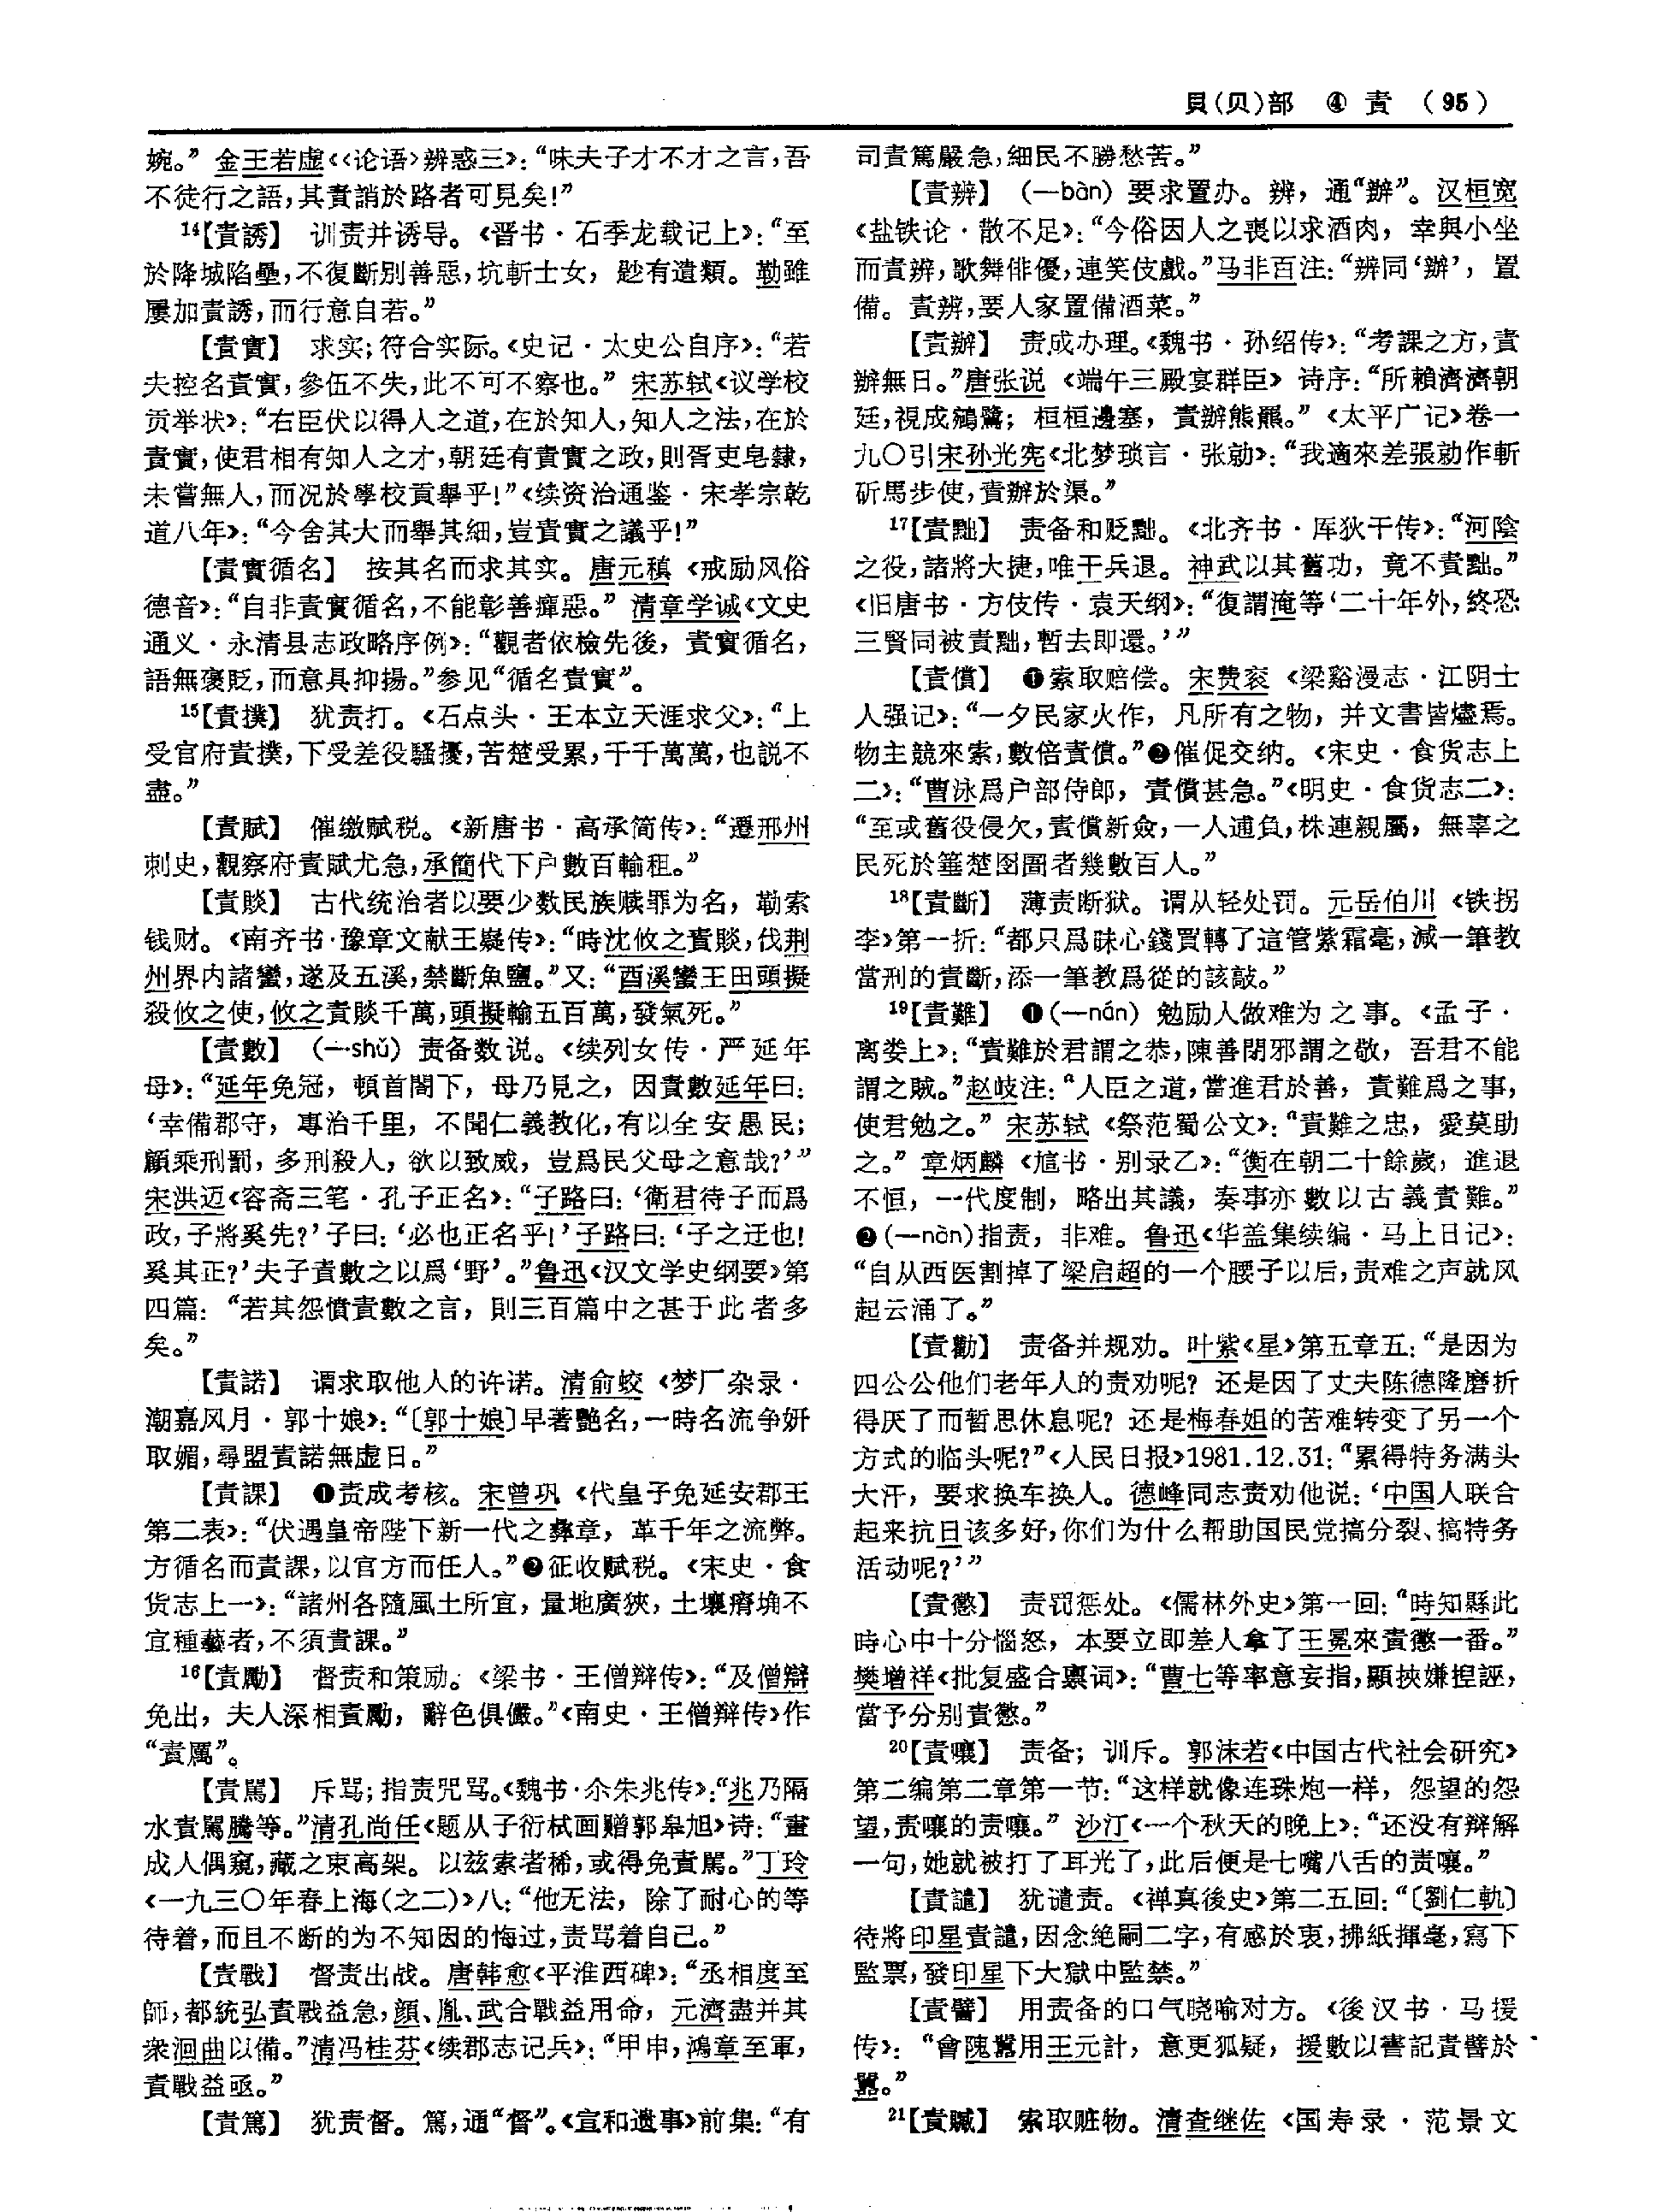 貝(贝)部　④　責　（95）
婉。”金王若虚《〈论语〉辨惑三》：“味夫子才不才之言，吾
不徒行之語，其責誚於路者可見矣！”
14【責誘】　训责并诱导。《晋书·石季龙载记上》：“至
於降城陷壘，不復斷别善惡，坑斬士女，尟有遺類。勒雖
屢加責誘，而行意自若。”
【責實】　求实；符合实际。《史记·太史公自序》：“若
夫控名責實，參伍不失，此不可不察也。”宋苏轼《议学校
贡举状》：“右臣伏以得人之道，在於知人，知人之法，在於
責實，使君相有知人之才，朝廷有責實之政，則胥吏皂隸，
未嘗無人，而况於學校貢舉乎！”《续资治通鉴·宋孝宗乾
道八年》：“今舍其大而舉其細，豈責實之議乎！”
【責實循名】　按其名而求其实。唐元稹《戒励风俗
德音》：“自非責實循名，不能彰善癉惡。”清章学诚《文史
通义·永清县志政略序例》：“觀者依檢先後，責實循名，
語無褒貶，而意具抑揚。”参见“循名責實”。
15【責撲】　犹责打。《石点头·王本立天涯求父》：“上
受官府責撲，下受差役騷擾，苦楚受累，千千萬萬，也説不
盡。”
【責賦】　催缴赋税。《新唐书·高承简传》：“遷邢州
刺史，觀察府責賦尤急，承簡代下户數百輸租。”
【責賧】　古代统治者以要少数民族赎罪为名，勒索
钱财。《南齐书·豫章文献王嶷传》：“時沈攸之責賧，伐荆
州界内諸蠻，遂及五溪，禁斷魚鹽。”又：“酉溪蠻王田頭擬
殺攸之使，攸之責賧千萬，頭擬輸五百萬，發氣死。”
【責數】　（—shǔ）责备数说。《续列女传·严延年
母》：“延年免冠，頓首閤下，母乃見之，因責數延年曰：
‘幸備郡守，專治千里，不聞仁義教化，有以全安愚民；
顧乘刑罰，多刑殺人，欲以致威，豈爲民父母之意哉？’”
宋洪迈《容斋三笔·孔子正名》：“子路曰：‘衛君待子而爲
政，子將奚先？’子曰：‘必也正名乎！’子路曰：‘子之迂也！
奚其正？’夫子責數之以爲‘野’。”鲁迅《汉文学史纲要》第
四篇：“若其怨憤責數之言，則三百篇中之甚于此者多
矣。”
【責諾】　谓求取他人的许诺。清俞蛟《梦厂杂录·
潮嘉风月·郭十娘》：“〔郭十娘〕早著艷名，一時名流争妍
取媚，尋盟責諾無虚日。”
【責課】　❶责成考核。宋曾巩《代皇子免延安郡王
第二表》：“伏遇皇帝陛下新一代之彝章，革千年之流弊。
方循名而責課，以官方而任人。”❷征收赋税。《宋史·食
货志上一》：“諸州各隨風土所宜，量地廣狹，土壤瘠埆不
宜種藝者，不須責課。”
16【責勵】　督责和策励。《梁书·王僧辩传》：“及僧辯
免出，夫人深相責勵，辭色俱儼。”《南史·王僧辩传》作
“責厲”。
【責駡】　斥骂；指责咒骂。《魏书·尒朱兆传》：“兆乃隔
水責駡騰等。”清孔尚任《题从子衍栻画赠郭皋旭》诗：“畫
成人偶窺，藏之束高架。以兹索者稀，或得免責駡。”丁玲
《一九三〇年春上海（之二）》八：“他无法，除了耐心的等
待着，而且不断的为不知因的悔过，责骂着自己。”
【責戰】　督责出战。唐韩愈《平淮西碑》：“丞相度至
師，都統弘責戰益急，顔、胤、武合戰益用命，元濟盡并其
衆洄曲以備。”清冯桂芬《续郡志记兵》：“甲申，鴻章至軍，
責戰益亟。”
【責篤】　犹责督。篤，通“督”。《宣和遗事》前集：“有
司責篤嚴急，細民不勝愁苦。”
【責辨】　（—bàn）要求置办。辨，通“辦”。汉桓宽
《盐铁论·散不足》：“今俗因人之喪以求酒肉，幸與小坐
而責辨，歌舞俳優，連笑伎戲。”马非百注：“辨同‘辦’，置
備。責辨，要人家置備酒菜。”
【責辦】　责成办理。《魏书·孙绍传》：“考課之方，責
辦無日。”唐张说《端午三殿宴群臣》诗序：“所賴濟濟朝
廷，視成鵷鷺；桓桓邊塞，責辦熊羆。”《太平广记》卷一
九〇引宋孙光宪《北梦琐言·张勍》：“我適來差張勍作斬
斫馬步使，責辦於渠。”
17【責黜】　责备和贬黜。《北齐书·厍狄干传》：“河陰
之役，諸將大捷，唯干兵退。神武以其舊功，竟不責黜。”
《旧唐书·方伎传·袁天纲》：“復謂淹等‘二十年外，終恐
三賢同被責黜，暫去即還。’”
【責償】　❶索取赔偿。宋费衮《梁谿漫志·江阴士
人强记》：“一夕民家火作，凡所有之物，并文書皆燼焉。
物主競來索，數倍責償。”❷催促交纳。《宋史·食货志上
二》：“曹泳爲户部侍郎，責償甚急。”《明史·食货志二》：
“至或舊役侵欠，責償新僉，一人逋負，株連親屬，無辜之
民死於箠楚囹圄者幾數百人。”
18【責斷】　薄责断狱。谓从轻处罚。元岳伯川《铁拐
李》第一折：“都只爲昧心錢買轉了這管紫霜毫，減一筆教
當刑的責斷，添一筆教爲從的該敲。”
19【責難】　❶（—nán）勉励人做难为之事。《孟子·
离娄上》：“責難於君謂之恭，陳善閉邪謂之敬，吾君不能
謂之賊。”赵岐注：“人臣之道，當進君於善，責難爲之事，
使君勉之。”宋苏轼《祭范蜀公文》：“責難之忠，愛莫助
之。”章炳麟《訄书·别录乙》：“衡在朝二十餘歲，進退
不恒，一代度制，略出其議，奏事亦數以古義責難。”
❷（—nàn）指责，非难。鲁迅《华盖集续编·马上日记》：
“自从西医割掉了梁启超的一个腰子以后，责难之声就风
起云涌了。”
【責勸】　责备并规劝。叶紫《星》第五章五：“是因为
四公公他们老年人的责劝呢？还是因了丈夫陈德隆磨折
得厌了而暂思休息呢？还是梅春姐的苦难转变了另一个
方式的临头呢？”《人民日报》1981.12.31：“累得特务满头
大汗，要求换车换人。德峰同志责劝他说：‘中国人联合
起来抗日该多好，你们为什么帮助国民党搞分裂、搞特务
活动呢？’”
【責懲】　责罚惩处。《儒林外史》第一回：“時知縣此
時心中十分惱怒，本要立即差人拿了王冕來責懲一番。”
樊增祥《批复盛合禀词》：“曹七等率意妄指，顯挾嫌捏誣，
當予分别責懲。”
20【責嚷】　责备；训斥。郭沫若《中国古代社会研究》
第二编第二章第一节：“这样就像连珠炮一样，怨望的怨
望，责嚷的责嚷。”沙汀《一个秋天的晚上》：“还没有辩解
一句，她就被打了耳光了，此后便是七嘴八舌的责嚷。”
【責譴】　犹谴责。《禅真後史》第二五回：“〔劉仁軌〕
待將印星責譴，因念絶嗣二字，有感於衷，拂紙揮毫，寫下
監票，發印星下大獄中監禁。”
【責譬】　用责备的口气晓喻对方。《後汉书·马援
传》：“會隗囂用王元計，意更狐疑，援數以書記責譬於
囂。”
21【責贓】　索取赃物。清查继佐《国寿录·范景文